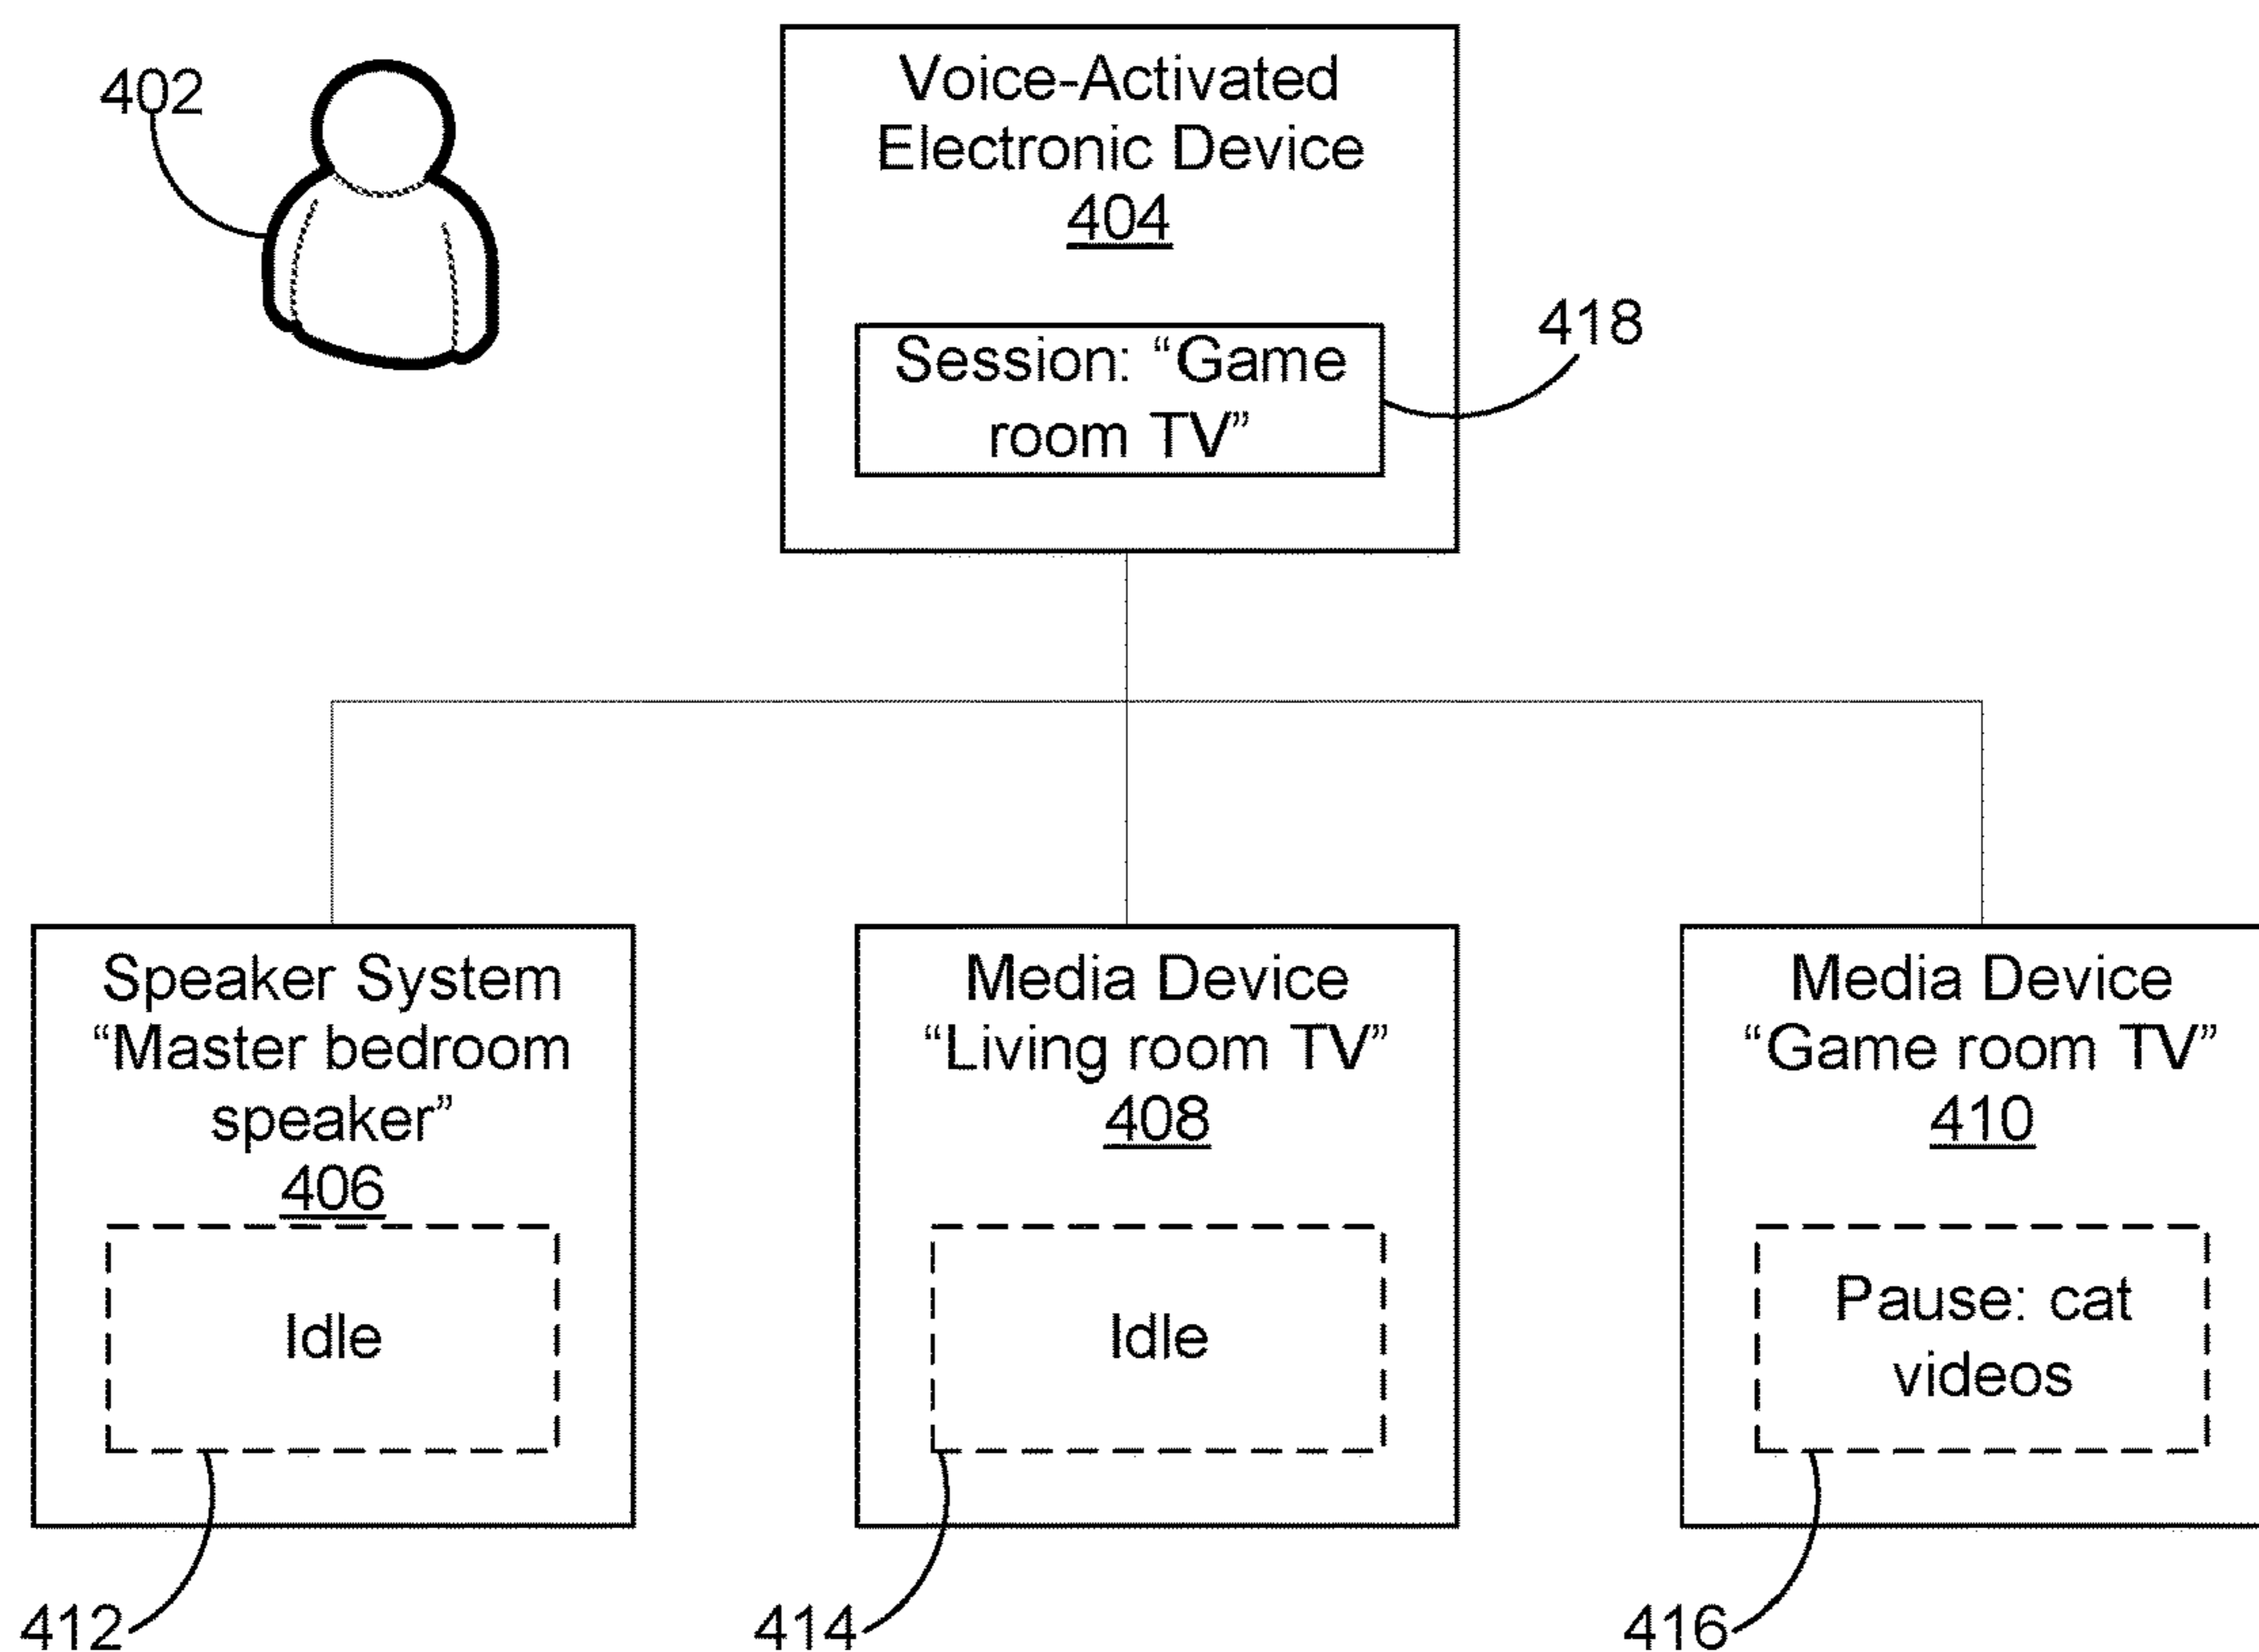 402
Voice-Activated
Electronic Device
404
Session: “Game
room TV”
418
Speaker System
“Master bedroom
speaker”
406
Idle
412
Media Device
“Living room TV”
408
Idle
414
Media Device
“Game room TV”
410
Pause: cat
videos
416